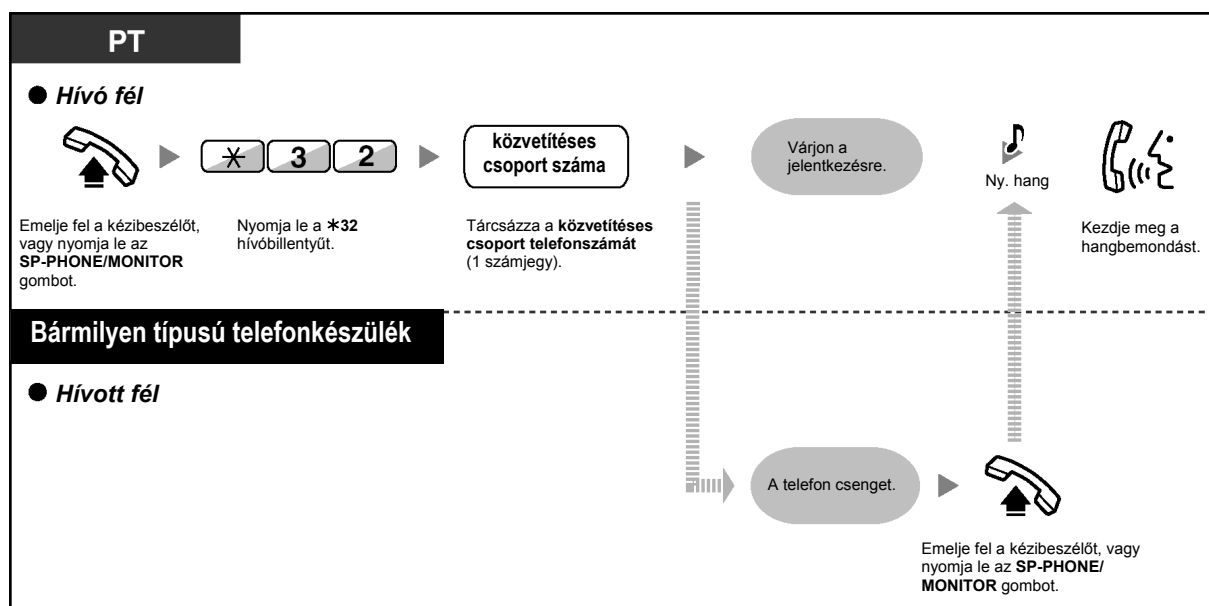 PT
● Hívó fél
✳ 3 2
közvetítéses
csoport száma
Várjon a
jelentkezésre.
Ny. hang
Emelje fel a kézibeszélőt,
vagy nyomja le az
SP-PHONE/MONITOR
gombot.
Nyomja le a ✳32
hívóbillentyűt.
Tárcsázza a közvetítéses
csoport telefonszámát
(1 számjegy).
Kezdje meg a
hangbemondást.
Bármilyen típusú telefonkészülék
● Hívott fél
A telefon csenget.
Emelje fel a kézibeszélőt, vagy
nyomja le az SP-PHONE/
MONITOR gombot.